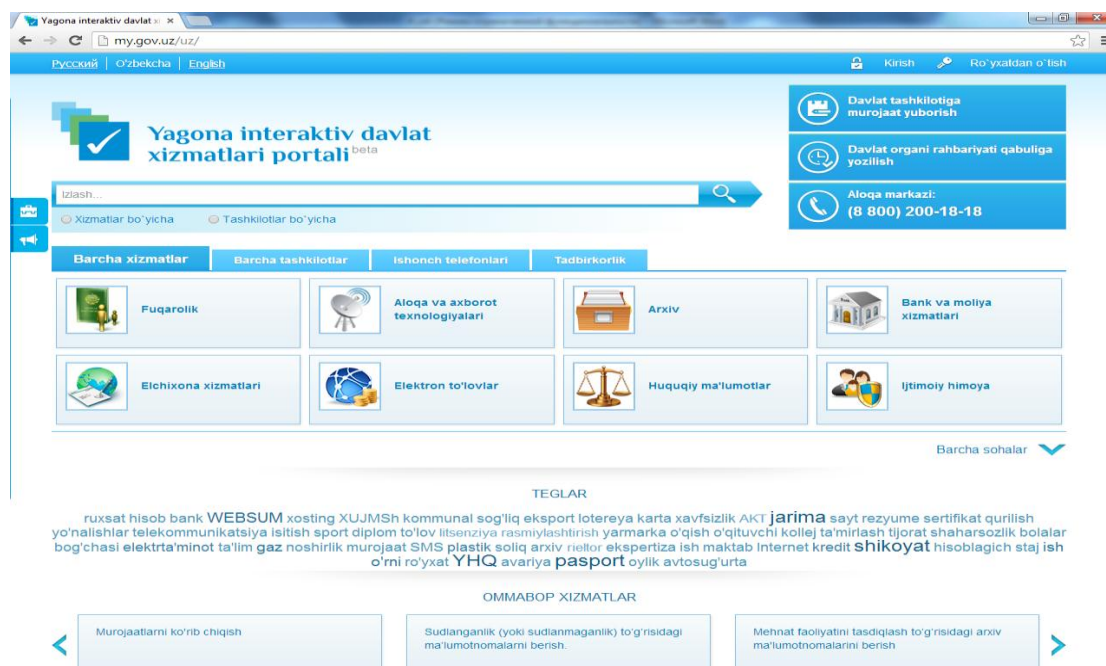 Yagona interaktiv davlat
my.gov.uz/uz/
Русский | O'zbekcha | English
Kirish
Ro`yxatdan o`tish
Yagona interaktiv davlat
xizmatlari portali beta
Davlat tashkilotiga
murojaat yuborish
Davlat organi rahbariyati qabuliga
yozilish
Aloqa markazi:
(8 800) 200-18-18
Izlash...
Xizmatlar bo`yicha
Tashkilotlar bo`yicha
Barcha xizmatlar
Barcha tashkilotlar
Ishonch telefonlari
Tadbirkorlik
Fuqarolik
Aloqa va axborot
texnologiyalari
Arxiv
Bank va moliya
xizmatlari
Elchixona xizmatlari
Elektron to'lovlar
Huquqiy ma'lumotlar
Ijtimoiy himoya
Barcha sohalar
TEGLAR
ruxsat hisob bank WEBSUM xosting XUJMSh kommunal sog'liq eksport lotereya karta xavfsizlik AKT jarima sayt rezyume sertifikat qurilish
yo'nalishlar telekommunikatsiya isitish sport diplom to'lov litsenziya rasmiylashtirish yarmarka o'qish o'qituvchi kollej ta'mirlash tijorat shaharsozlik bolalar
bog'chasi elektrta'minot ta'lim gaz noshirlik murojaat SMS plastik soliq arxiv rieltor ekspertiza ish maktab Internet kredit shikoyat hisoblagich staj ish
o'rni ro'yxat YHQ avariya pasport oylik avtosug'urta
OMMABOP XIZMATLAR
Murojaatlarni ko'rib chiqish
Sudlanganlik (yoki sudlanmaganlik) to'g'risidagi
ma'lumotnomalarni berish.
Mehnat faoliyatini tasdiqlash to'g'risidagi arxiv
ma'lumotnomalarini berish